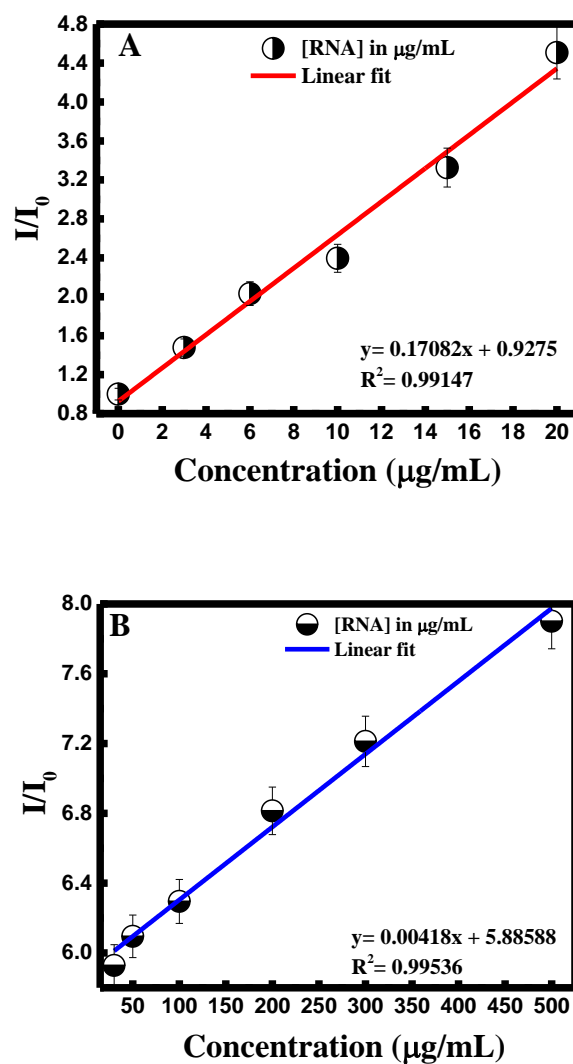 A
[RNA] in μg/mL
Linear fit
4.8
4.4
4.0
3.6
3.2
2.8
2.4
2.0
1.6
1.2
0.8
I/I₀
y= 0.17082x + 0.9275
R²= 0.99147
0 2 4 6 8 10 12 14 16 18 20
Concentration (μg/mL)
B
[RNA] in μg/mL
Linear fit
8.0
7.6
7.2
6.8
6.4
6.0
I/I₀
y= 0.00418x + 5.88588
R²= 0.99536
50 100 150 200 250 300 350 400 450 500
Concentration (μg/mL)